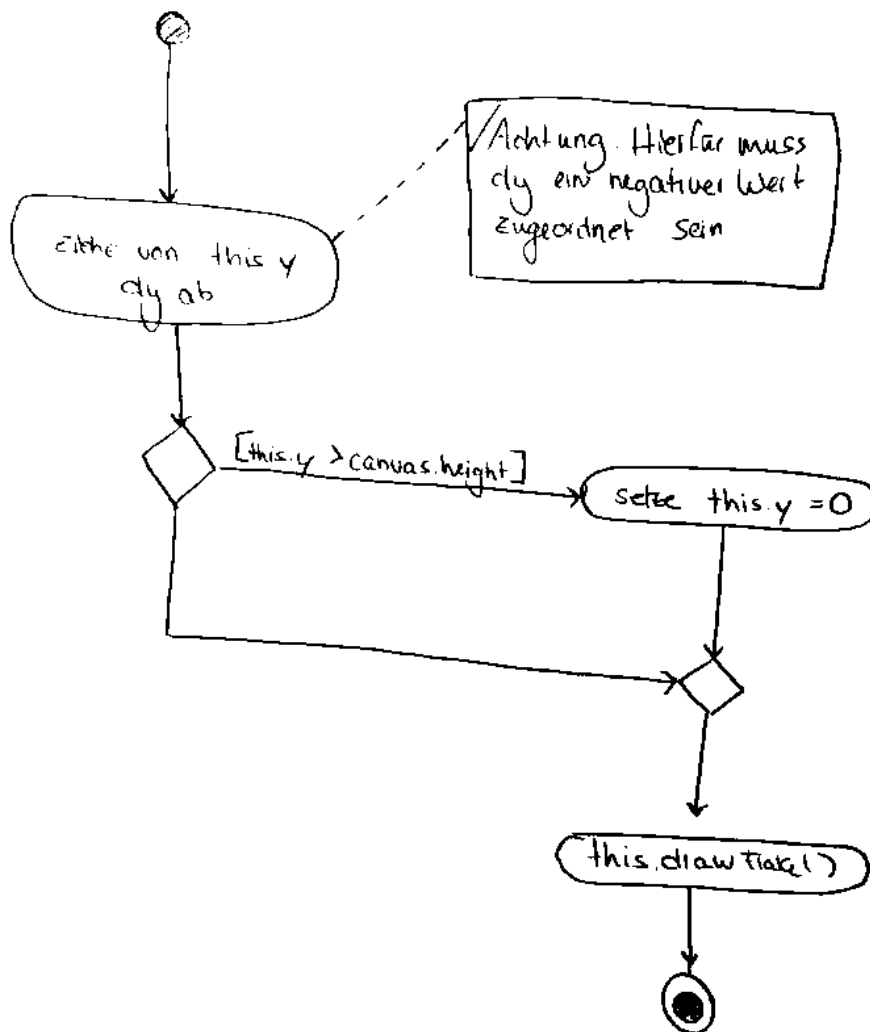 Achtung. Hierfür muss
dy ein negativer Wert
zugeordnet sein
ziehe von this.y
dy ab
[this.y > canvas.height]
setze this.y = 0
this.drawFlake()